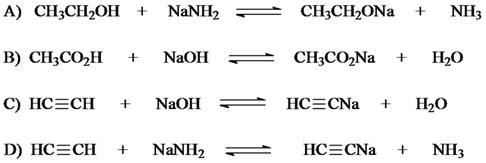 A) CH₃CH₂OH + NaNH₂ ⇌ CH₃CH₂ONa + NH₃
B) CH₃CO₂H + NaOH ⇌ CH₃CO₂Na + H₂O
C) HC≡CH + NaOH ⇌ HC≡CNa + H₂O
D) HC≡CH + NaNH₂ ⇌ HC≡CNa + NH₃